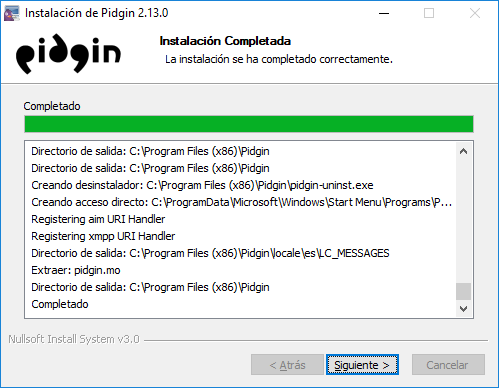 Instalación de Pidgin 2.13.0
pidgin
Instalación Completada
La instalación se ha completado correctamente.
Completado
Directorio de salida: C:\Program Files (x86)\Pidgin
Directorio de salida: C:\Program Files (x86)\Pidgin
Creando desinstalador: C:\Program Files (x86)\Pidgin\pidgin-uninst.exe
Creando acceso directo: C:\ProgramData\Microsoft\Windows\Start Menu\Programs\P...
Registering aim URI Handler
Registering xmpp URI Handler
Directorio de salida: C:\Program Files (x86)\Pidgin\locale\es\LC_MESSAGES
Extraer: pidgin.mo
Directorio de salida: C:\Program Files (x86)\Pidgin
Completado
Nullsoft Install System v3.0
< Atrás
Siguiente >
Cancelar